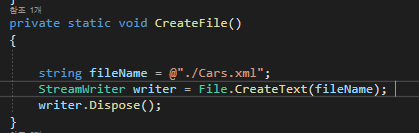 참조 1개
private static void CreateFile()
{
string fileName = @"./Cars.xml";
StreamWriter writer = File.CreateText(fileName);
writer.Dispose();
}